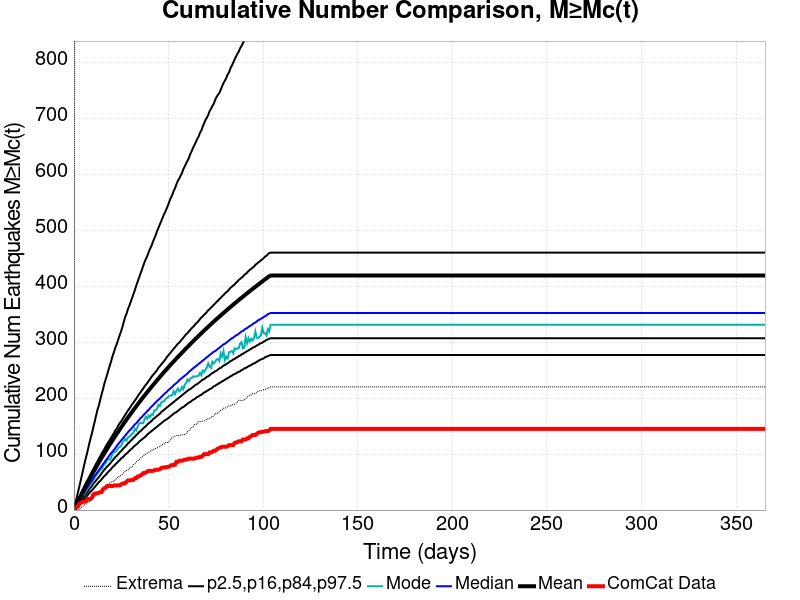 Cumulative Number Comparison, M≥Mc(t)
Cumulative Num Earthquakes M≥Mc(t)
800
700
600
500
400
300
200
100
0
0 50 100 150 200 250 300 350
Time (days)
Extrema p2.5,p16,p84,p97.5 Mode Median Mean ComCat Data